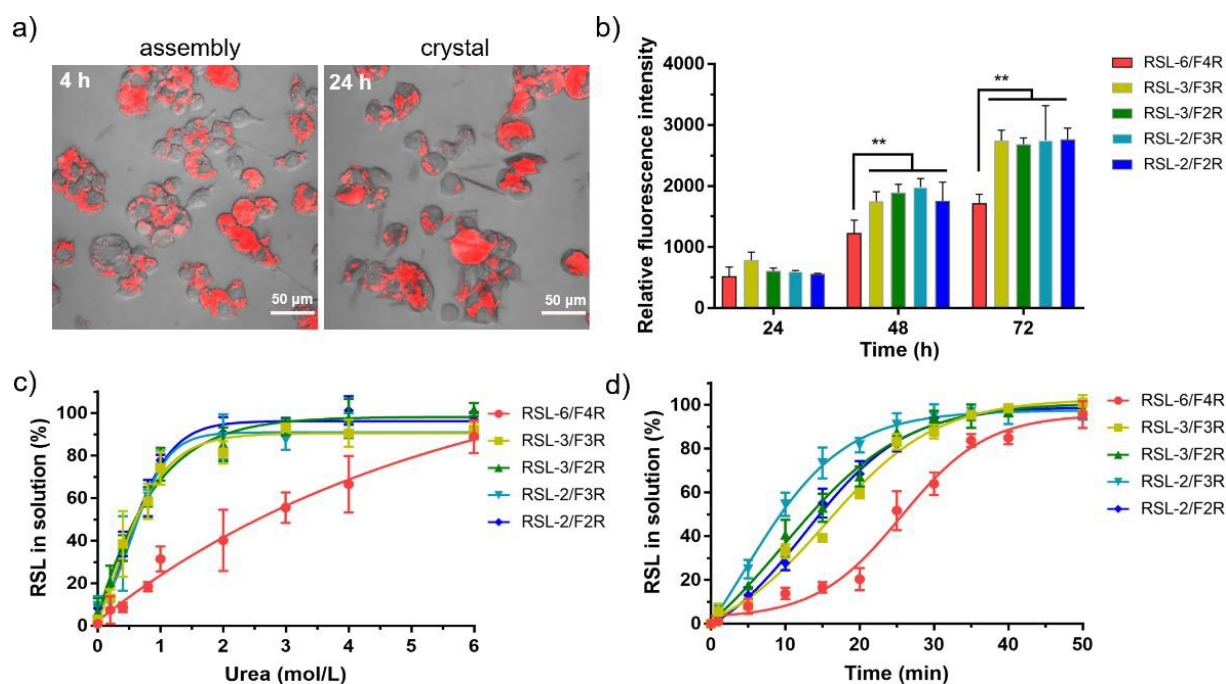 a)
assembly
crystal
4 h
24 h
50 µm
50 µm
b)
Relative fluorescence intensity
4000
3000
2000
1000
0
**
**
24
48
72
Time (h)
RSL-6/F4R
RSL-3/F3R
RSL-3/F2R
RSL-2/F3R
RSL-2/F2R
c)
RSL in solution (%)
120
100
80
60
40
20
0
0
1
2
3
4
5
6
Urea (mol/L)
RSL-6/F4R
RSL-3/F3R
RSL-3/F2R
RSL-2/F3R
RSL-2/F2R
d)
RSL in solution (%)
120
100
80
60
40
20
0
0
10
20
30
40
50
Time (min)
RSL-6/F4R
RSL-3/F3R
RSL-3/F2R
RSL-2/F3R
RSL-2/F2R